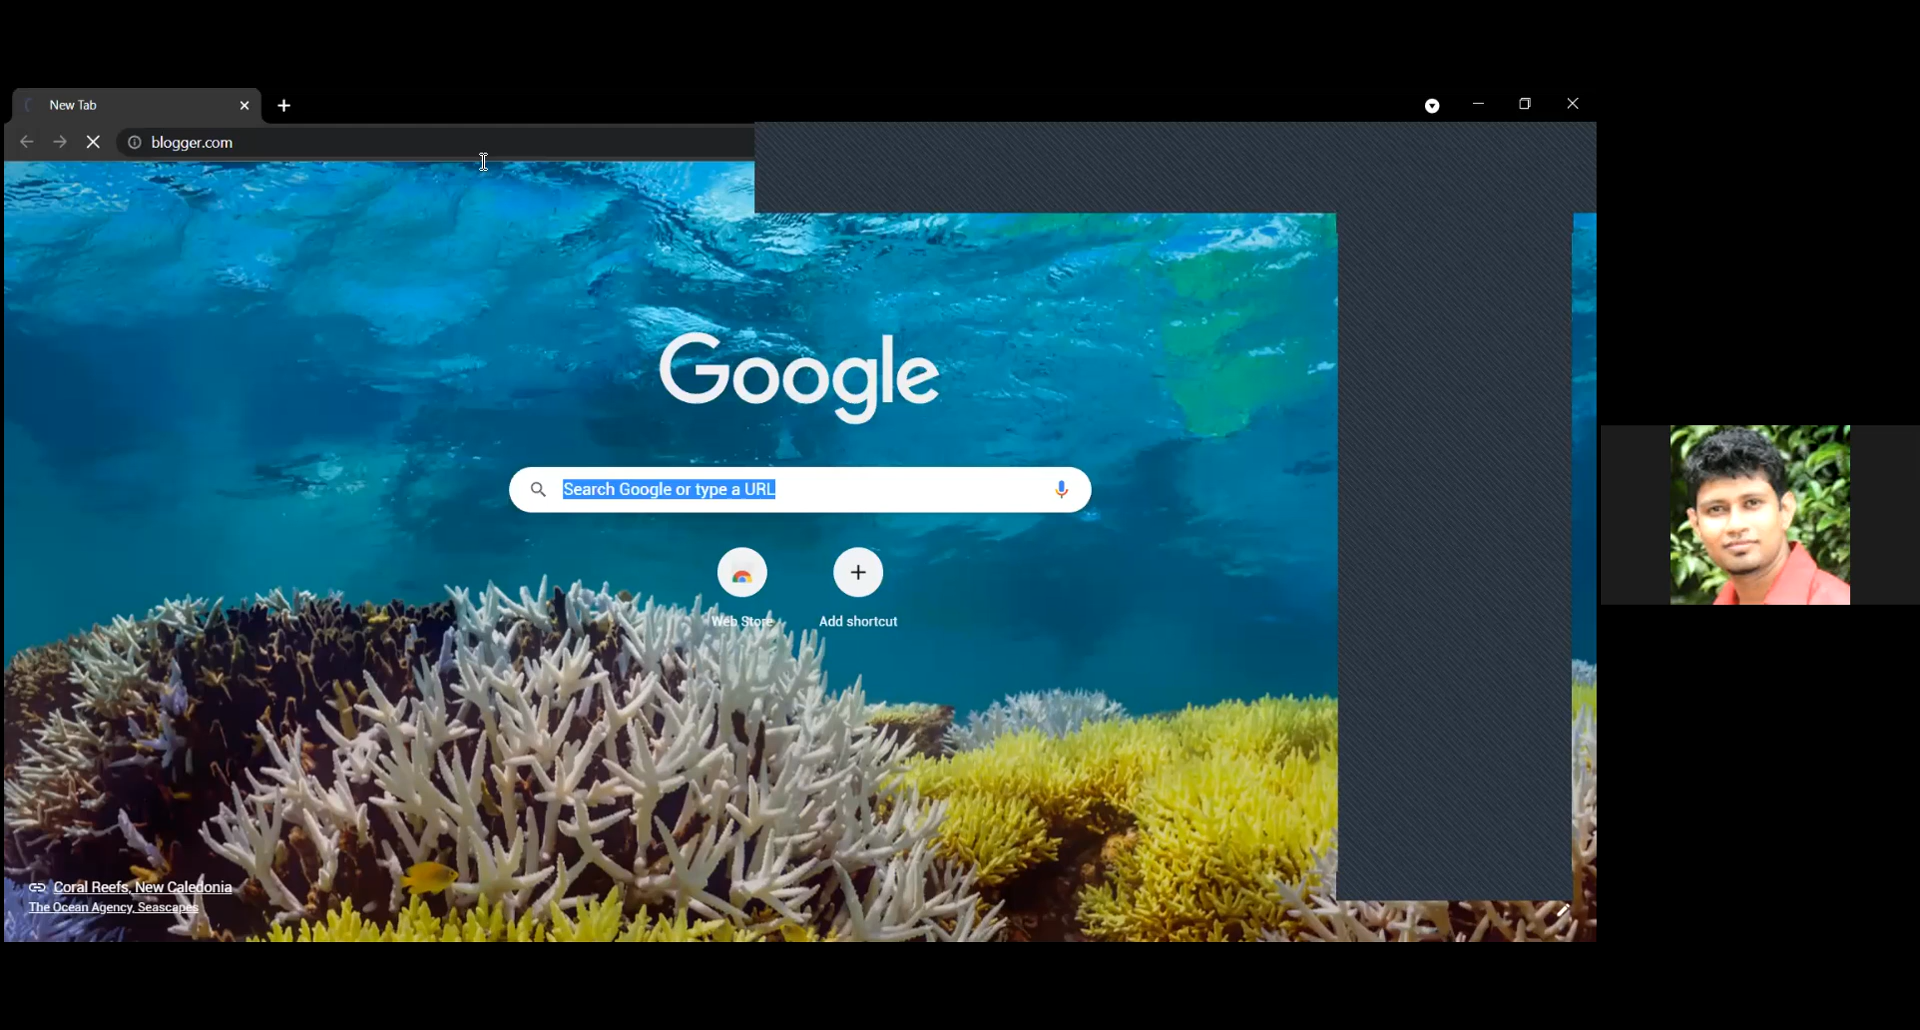 New Tab
blogger.com
Google
Search Google or type a URL
Web Store
Add shortcut
Coral Reefs, New Caledonia
The Ocean Agency, Seascapes